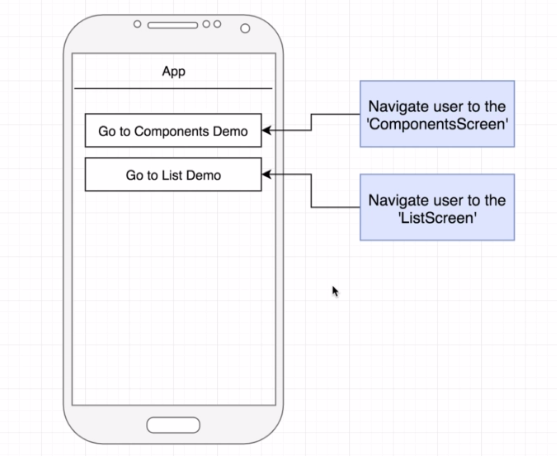 App
Go to Components Demo
Go to List Demo
Navigate user to the
'ComponentsScreen'
Navigate user to the
'ListScreen'